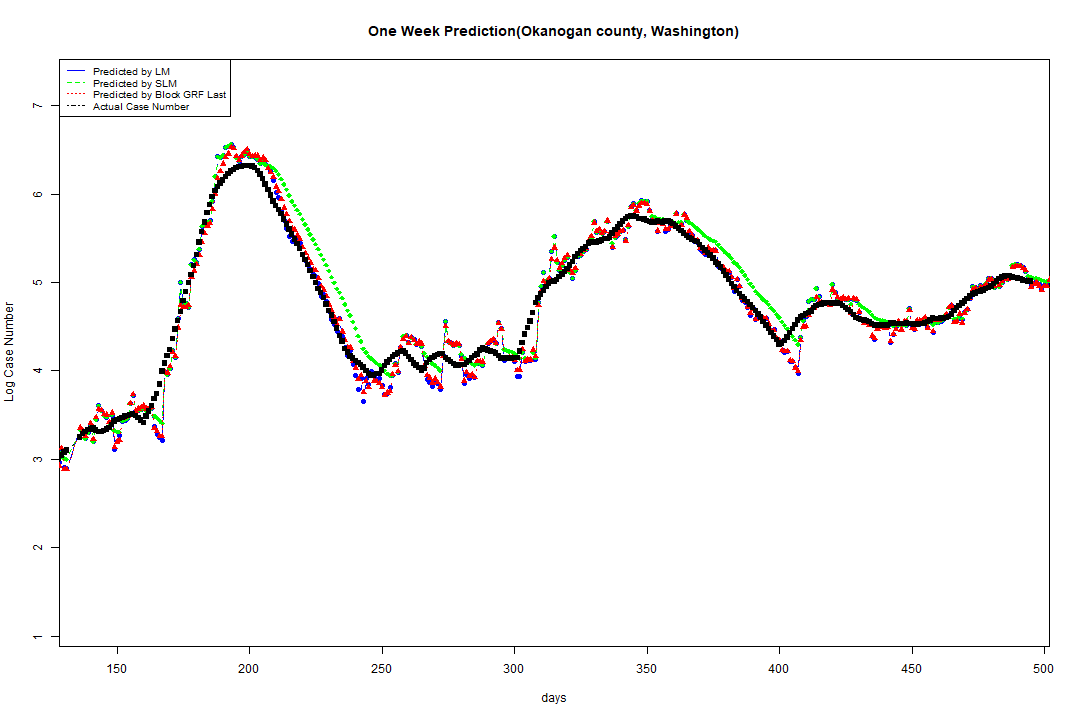 One Week Prediction(Okanogan county, Washington)
Predicted by LM
Predicted by SLM
Predicted by Block GRF Last
Actual Case Number
7
6
5
4
3
2
1
Log Case Number
150 200 250 300 350 400 450 500
days